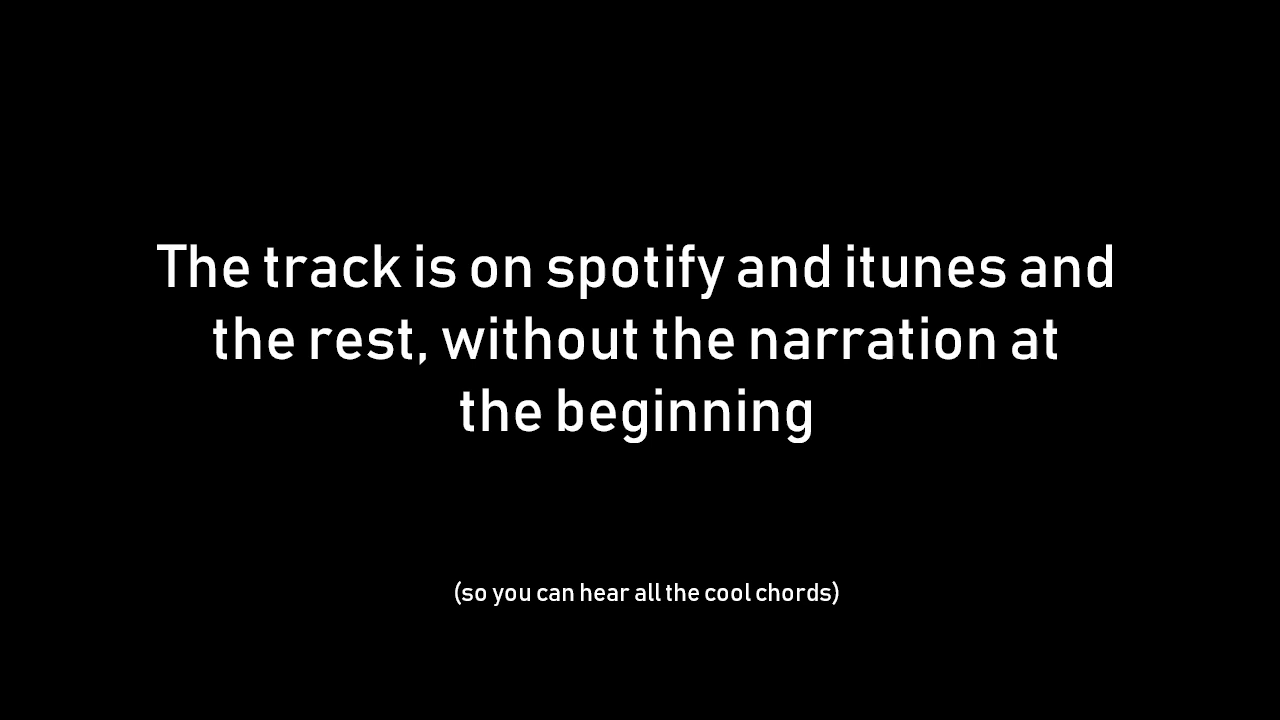 The track is on spotify and itunes and
the rest, without the narration at
the beginning
(so you can hear all the cool chords)